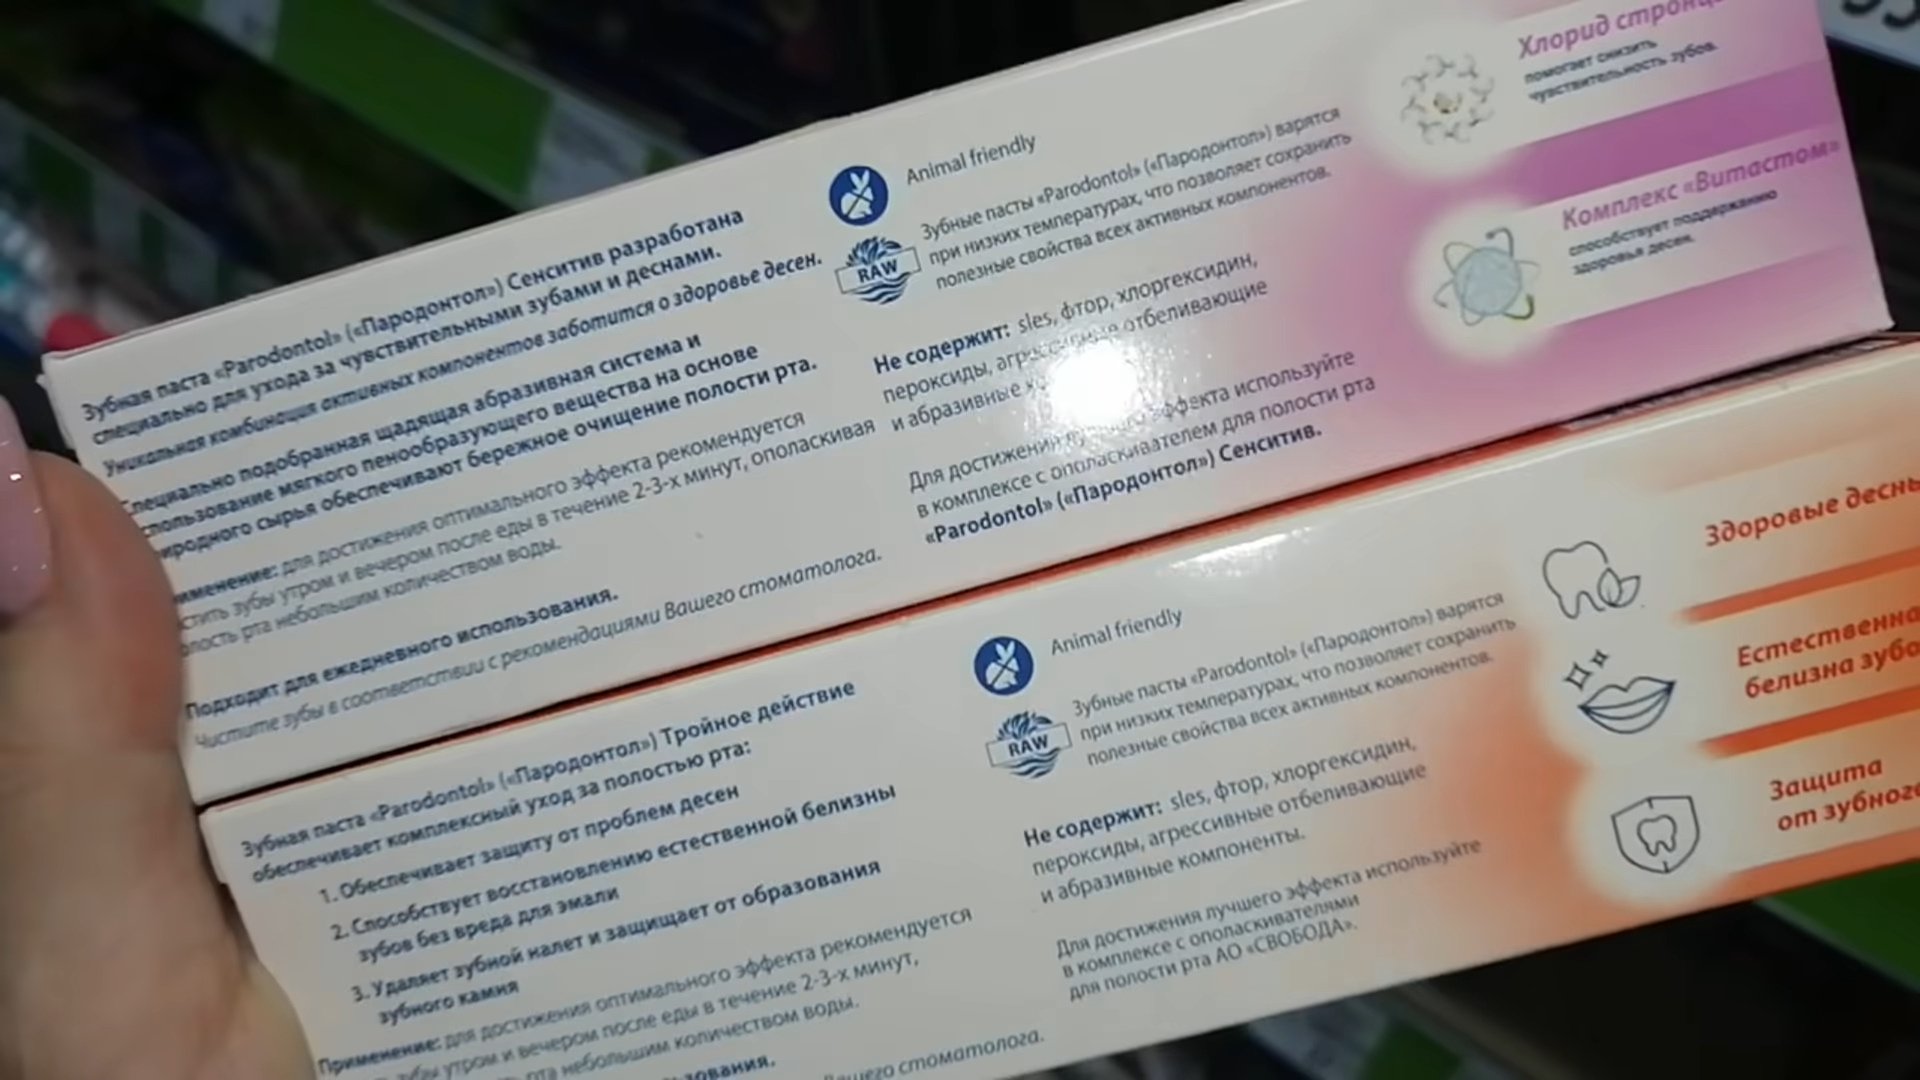 Зубная паста «Parodontol» («Пародонтол») Сенситив разработана
специально для ухода за чувствительными зубами и деснами.
Уникальная комбинация активных компонентов заботится о здоровье десен.
Специально подобранная щадящая абразивная система и
использование мягкого пенообразующего вещества на основе
природного сырья обеспечивают бережное очищение полости рта.
для достижения оптимального эффекта рекомендуется
зубы утром и вечером после еды в течение 2-3-х минут, ополаскивая
рта небольшим количеством воды.
Подходит для ежедневного использования.
Чистите зубы в соответствии с рекомендациями Вашего стоматолога.
Animal friendly
RAW
Зубные пасты «Parodontol» («Пародонтол») варятся
при низких температурах, что позволяет сохранить
полезные свойства всех активных компонентов.
Не содержит: sles, фтор, хлоргексидин,
пероксиды, агрессивные отбеливающие
и абразивные
Для достижения эффекта используйте
в комплексе с ополаскивателем для полости рта
«Parodontol» («Пародонтол») Сенситив.
Хлорид
помогает снизить
чувствительность зубов.
Комплекс «Витастом»
способствует поддержанию
здоровья десен.
Зубная паста «Parodontol» («Пародонтол») Тройное действие
обеспечивает комплексный уход за полостью рта:
1. Обеспечивает защиту от проблем десен
2. Способствует восстановлению естественной белизны
зубов без вреда для эмали
3. Удаляет зубной налет и защищает от образования
зубного камня
Применение: для достижения оптимального эффекта рекомендуется
зубы утром и вечером после еды в течение 2-3-х минут,
рта небольшим количеством воды.
стоматолога.
Animal friendly
RAW
Зубные пасты «Parodontol» («Пародонтол») варятся
при низких температурах, что позволяет сохранить
полезные свойства всех активных компонентов.
Не содержит: sles, фтор, хлоргексидин,
пероксиды, агрессивные отбеливающие
и абразивные компоненты.
Для достижения лучшего эффекта используйте
в комплексе с ополаскивателями
для полости рта АО «СВОБОДА».
Здоровые
белизна
Защита
от